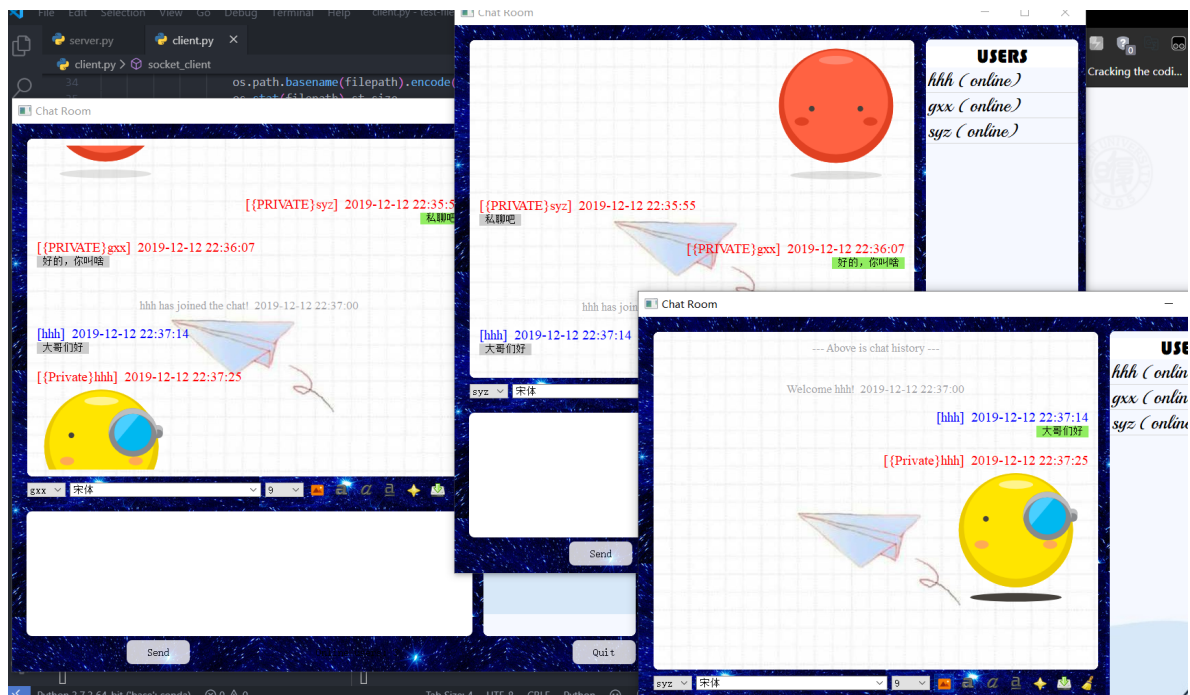 File Edit Selection View Go Debug Terminal Help client.py - test-file
server.py
client.py
client.py > socket_client
34
os.path.basename(filepath).encode(
os.stat(filepath).st_size
Chat Room
[{PRIVATE}syz] 2019-12-12 22:35:5
私聊吧
[{PRIVATE}gxx] 2019-12-12 22:36:07
好的，你叫啥
hhh has joined the chat! 2019-12-12 22:37:00
[hhh] 2019-12-12 22:37:14
大哥们好
[{Private}hhh] 2019-12-12 22:37:25
gxx
宋体
9
a a a
Send
Quit
Chat Room
USERS
hhh (online)
gxx (online)
syz (online)
[{PRIVATE}syz] 2019-12-12 22:35:55
私聊吧
[{PRIVATE}gxx] 2019-12-12 22:36:07
好的，你叫啥
hhh has join
[hhh] 2019-12-12 22:37:14
大哥们好
syz
宋体
Send
0
Cracking the codi...
Chat Room
--- Above is chat history ---
Welcome hhh! 2019-12-12 22:37:00
[hhh] 2019-12-12 22:37:14
大哥们好
[{Private}hhh] 2019-12-12 22:37:25
USE
hhh (onlin
gxx (onlin
syz (onlin
syz
宋体
9
a a a